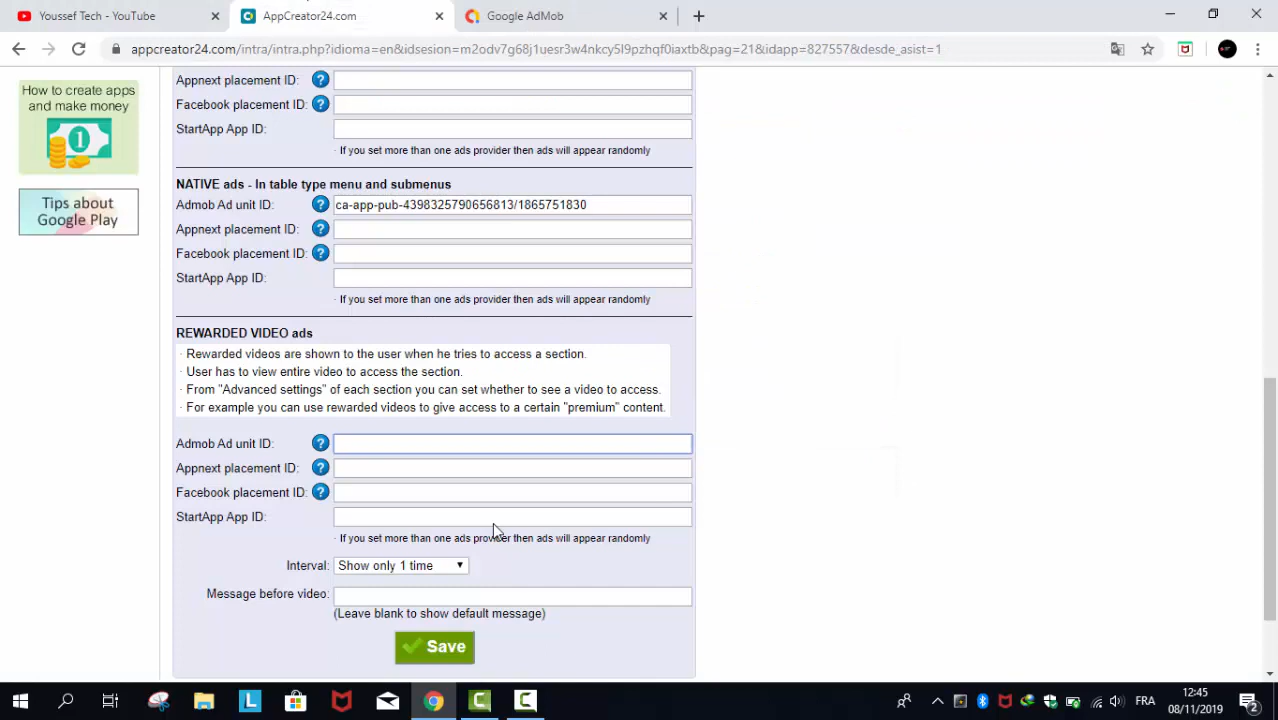 Youssef Tech - YouTube
AppCreator24.com
Google AdMob
appcreator24.com/intra/intra.php?idioma=en&idsesion=m2sdv7g68j1uesr3w4nkcy5l9pzhqf0iaxtb&pag=21&idapp=827557&desde_asist=1
How to create apps
and make money
Tips about
Google Play
Appnext placement ID: ?
Facebook placement ID: ?
StartApp App ID:
· If you set more than one ads provider then ads will appear randomly
NATIVE ads - In table type menu and submenus
Admob Ad unit ID: ? ca-app-pub-4398325790656813/1865751830
Appnext placement ID: ?
Facebook placement ID: ?
StartApp App ID:
· If you set more than one ads provider then ads will appear randomly
REWARDED VIDEO ads
· Rewarded videos are shown to the user when he tries to access a section.
· User has to view entire video to access the section.
· From "Advanced settings" of each section you can set whether to see a video to access.
· For example you can use rewarded videos to give access to a certain "premium" content.
Admob Ad unit ID: ?
Appnext placement ID: ?
Facebook placement ID: ?
StartApp App ID:
· If you set more than one ads provider then ads will appear randomly
Interval: Show only 1 time
Message before video:
(Leave blank to show default message)
Save
FRA
12:45
08/11/2019
2